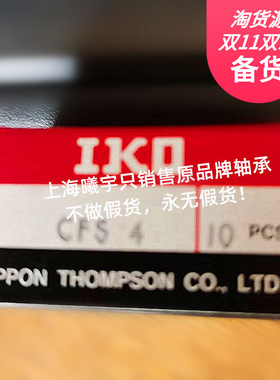 淘货源
双11双
备货
IKO
上海曦宇只销售原品牌轴承
不做假货，永无假货！
CFS 4 10 PCS
PPON THOMPSON CO., LTD